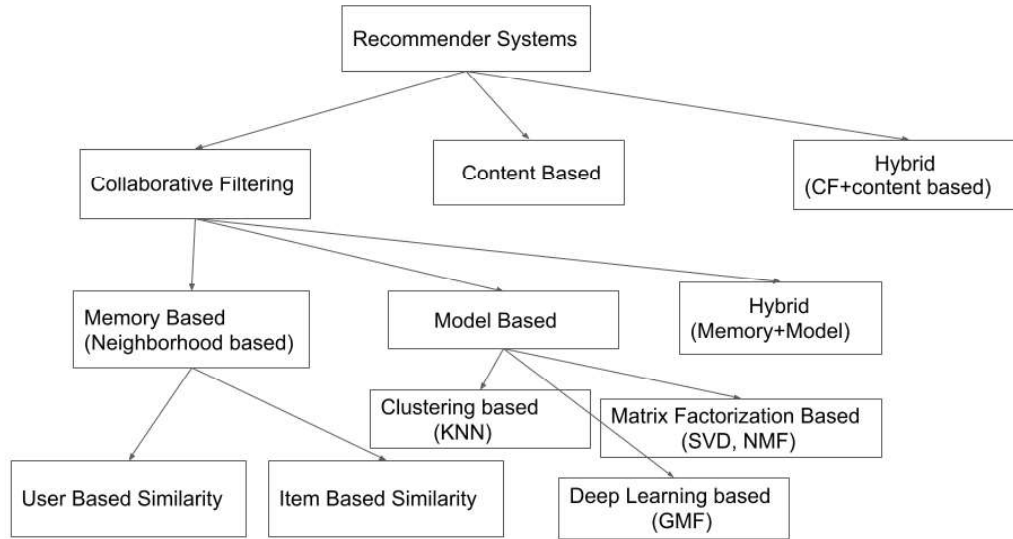 Recommender Systems
Collaborative Filtering
Content Based
Hybrid
(CF+content based)
Memory Based
(Neighborhood based)
Model Based
Hybrid
(Memory+Model)
Clustering based
(KNN)
Matrix Factorization Based
(SVD, NMF)
User Based Similarity
Item Based Similarity
Deep Learning based
(GMF)